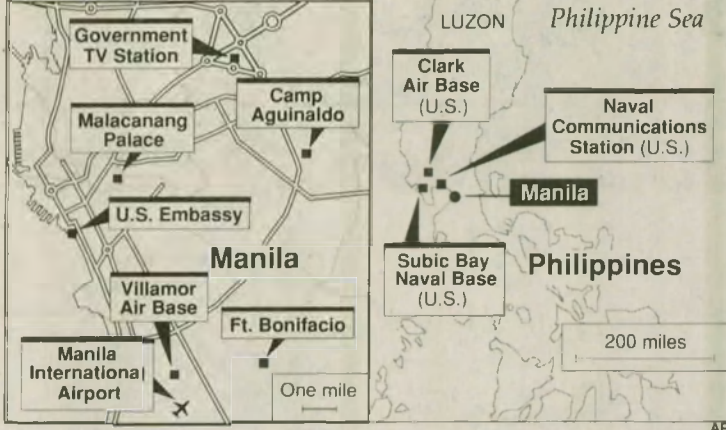 Government
TV Station
Camp
Aguinaldo
Malacanang
Palace
U.S. Embassy
Manila
Villamor
Air Base
Ft. Bonifacio
Manila
International
Airport
One mile
LUZON
Philippine Sea
Clark
Air Base
(U.S.)
Naval
Communications
Station (U.S.)
Manila
Subic Bay
Naval Base
(U.S.)
Philippines
200 miles